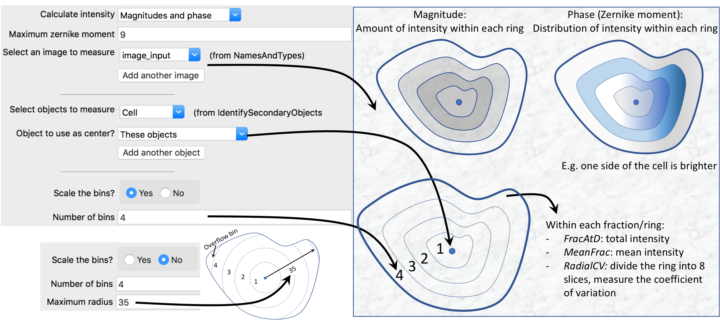 Calculate intensity Magnitudes and phase
Maximum zernike moment 9
Select an image to measure image_input (from NamesAndTypes)
Add another image
Select objects to measure Cell (from IdentifySecondaryObjects
Object to use as center? These objects
Add another object
Scale the bins? Yes No
Number of bins 4
Scale the bins? Yes No
Number of bins 4
Maximum radius 35
Overflow bin
4
3
2
1
35
Magnitude:
Amount of intensity within each ring
Phase (Zernike moment):
Distribution of intensity within each ring
E.g. one side of the cell is brighter
1
2
3
4
Within each fraction/ring:
- FracAtD: total intensity
- MeanFrac: mean intensity
- RadialCV: divide the ring into 8
slices, measure the coefficient
of variation